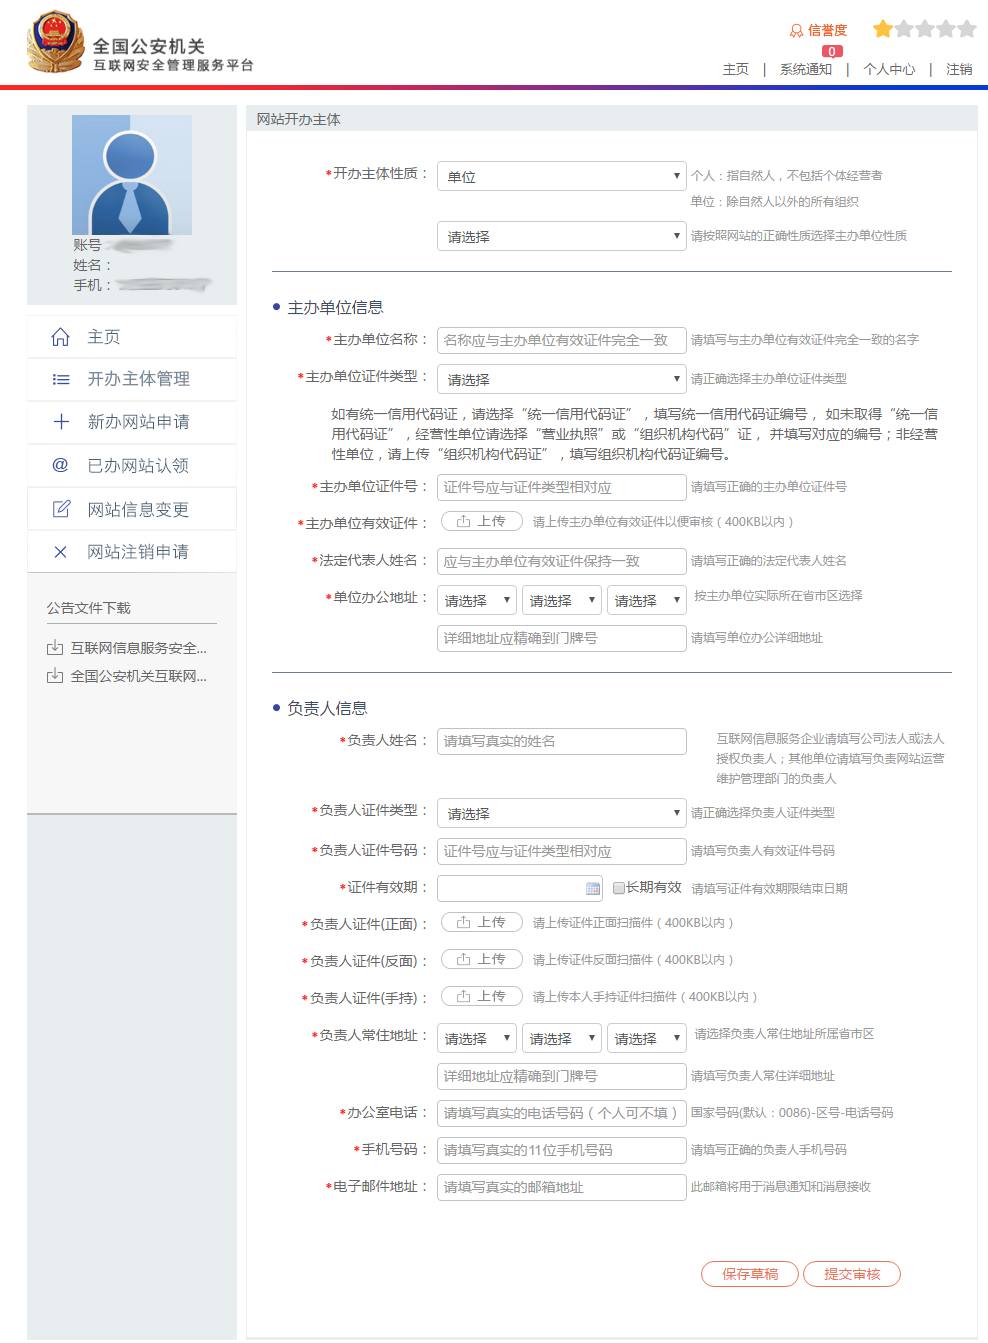 全国公安机关
互联网安全管理服务平台
信誉度
0
主页 | 系统通知 | 个人中心 | 注销
账号
姓名：
手机：
主页
开办主体管理
新办网站申请
已办网站认领
网站信息变更
网站注销申请
公告文件下载
互联网信息服务安全...
全国公安机关互联网...
网站开办主体
*开办主体性质： 单位 个人：指自然人，不包括个体经营者
单位：除自然人以外的所有组织
请选择 请按照网站的正确性质选择主办单位性质
主办单位信息
*主办单位名称： 名称应与主办单位有效证件完全一致 请填写与主办单位有效证件完全一致的名字
*主办单位证件类型： 请选择 请正确选择主办单位证件类型
如有统一信用代码证，请选择“统一信用代码证”，填写统一信用代码证编号， 如未取得“统一信
用代码证”，经营性单位请选择“营业执照”或“组织机构代码”证， 并填写对应的编号；非经营
性单位，请上传“组织机构代码证”，填写组织机构代码证编号。
*主办单位证件号： 证件号应与证件类型相对应 请填写正确的主办单位证件号
*主办单位有效证件： 上传 请上传主办单位有效证件以便审核（400KB以内）
*法定代表人姓名： 应与主办单位有效证件保持一致 请填写正确的法定代表人姓名
*单位办公地址： 请选择 请选择 请选择 按主办单位实际所在省市区选择
详细地址应精确到门牌号 请填写单位办公详细地址
负责人信息
*负责人姓名： 请填写真实的姓名 互联网信息服务企业请填写公司法人或法人
授权负责人；其他单位请填写负责网站运营
维护管理部门的负责人
*负责人证件类型： 请选择 请正确选择负责人证件类型
*负责人证件号码： 证件号应与证件类型相对应 请填写负责人有效证件号码
*证件有效期： 长期有效 请填写证件有效期限结束日期
*负责人证件(正面)： 上传 请上传证件正面扫描件（400KB以内）
*负责人证件(反面)： 上传 请上传证件反面扫描件（400KB以内）
*负责人证件(手持)： 上传 请上传本人手持证件扫描件（400KB以内）
*负责人常住地址： 请选择 请选择 请选择 请选择负责人常住地址所属省市区
详细地址应精确到门牌号 请填写负责人常住详细地址
*办公室电话： 请填写真实的电话号码（个人可不填） 国家号码(默认：0086)-区号-电话号码
*手机号码： 请填写真实的11位手机号码 请填写正确的负责人手机号码
*电子邮件地址： 请填写真实的邮箱地址 此邮箱将用于消息通知和消息接收
保存草稿 提交审核